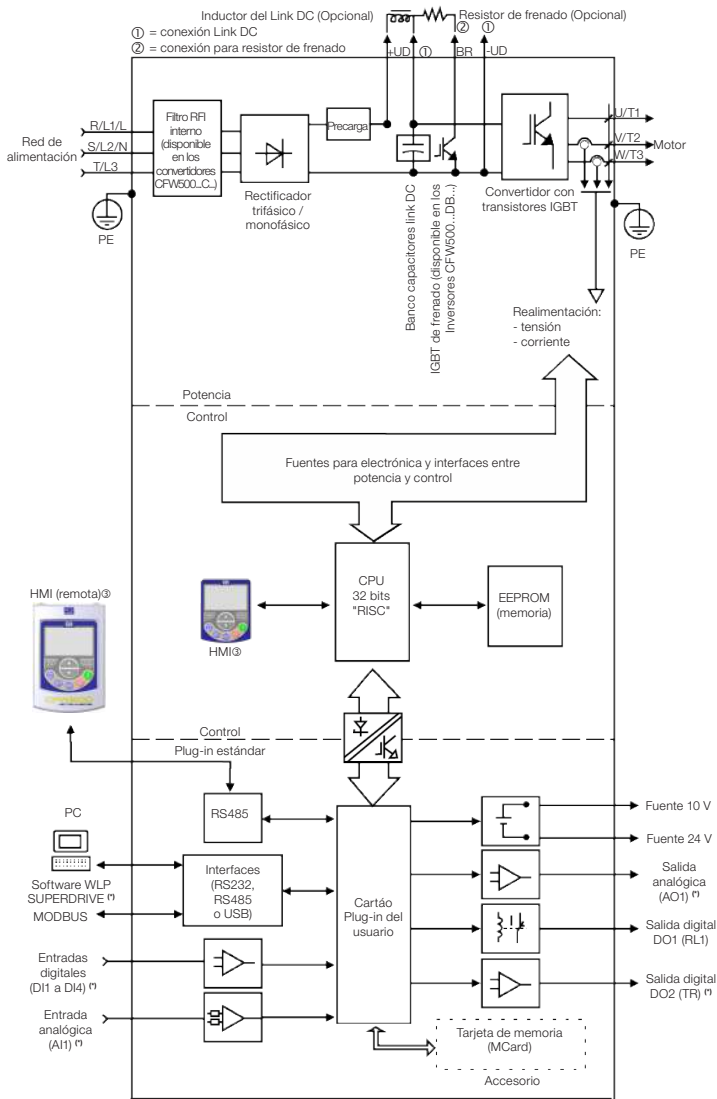 Inductor del Link DC (Opcional)
Resistor de frenado (Opcional)
① = conexión Link DC
② = conexión para resistor de frenado
② ①
+UD ① BR -UD
R/L1/L
S/L2/N
T/L3
Red de
alimentación
Filtro RFI
interno
(disponible
en los
convertidores
CFW500...C...)
Precarga
U/T1
V/T2
W/T3
Motor
PE
Rectificador
trifásico /
monofásico
Banco capacitores link DC
IGBT de frenado (disponible en los
Inversores CFW500...DB...)
Convertidor con
transistores IGBT
PE
Realimentación:
- tensión
- corriente
Potencia
Control
Fuentes para electrónica y interfaces entre
potencia y control
HMI (remota)③
HMI③
CPU
32 bits
"RISC"
EEPROM
(memoria)
Control
Plug-in estándar
PC
Software WLP
SUPERDRIVE (*)
MODBUS
RS485
Interfaces
(RS232,
RS485
o USB)
Entradas
digitales
(DI1 a DI4) (*)
Entrada
analógica
(AI1) (*)
Cartáo
Plug-in del
usuario
Fuente 10 V
Fuente 24 V
Salida
analógica
(AO1) (*)
Salida digital
DO1 (RL1)
Salida digital
DO2 (TR) (*)
Tarjeta de memoria
(MCard)
Accesorio